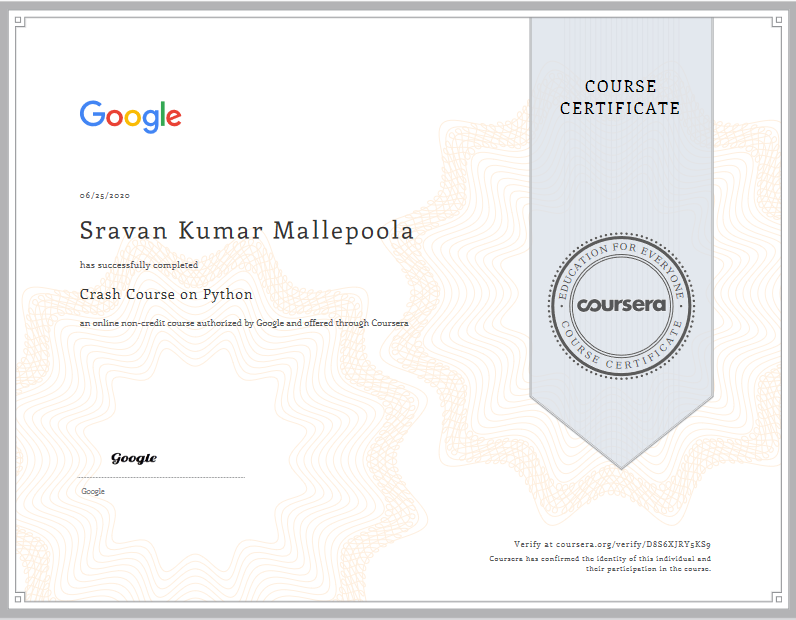 Google
COURSE
CERTIFICATE
06/25/2020
Sravan Kumar Mallepoola
has successfully completed
Crash Course on Python
an online non-credit course authorized by Google and offered through Coursera
EDUCATION FOR EVERYONE
coursera
COURSE CERTIFICATE
Google
Google
Verify at coursera.org/verify/D8S6XJRY5KS9
Coursera has confirmed the identity of this individual and
their participation in the course.